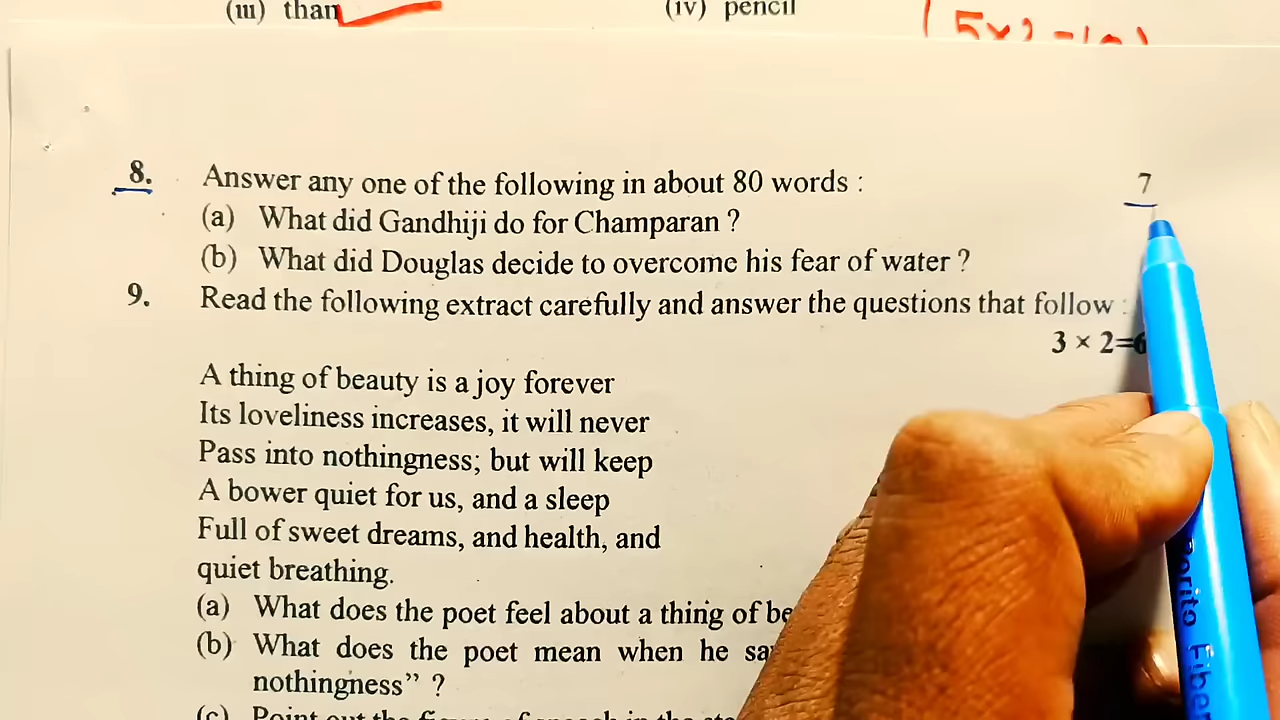 (iii) than
(iv) pencil
8. Answer any one of the following in about 80 words : 7
(a) What did Gandhiji do for Champaran ?
(b) What did Douglas decide to overcome his fear of water ?
9. Read the following extract carefully and answer the questions that follow :
3 × 2=6
A thing of beauty is a joy forever
Its loveliness increases, it will never
Pass into nothingness; but will keep
A bower quiet for us, and a sleep
Full of sweet dreams, and health, and
quiet breathing.
(a) What does the poet feel about a thing of
(b) What does the poet mean when he
nothingness” ?
(c) Point out the